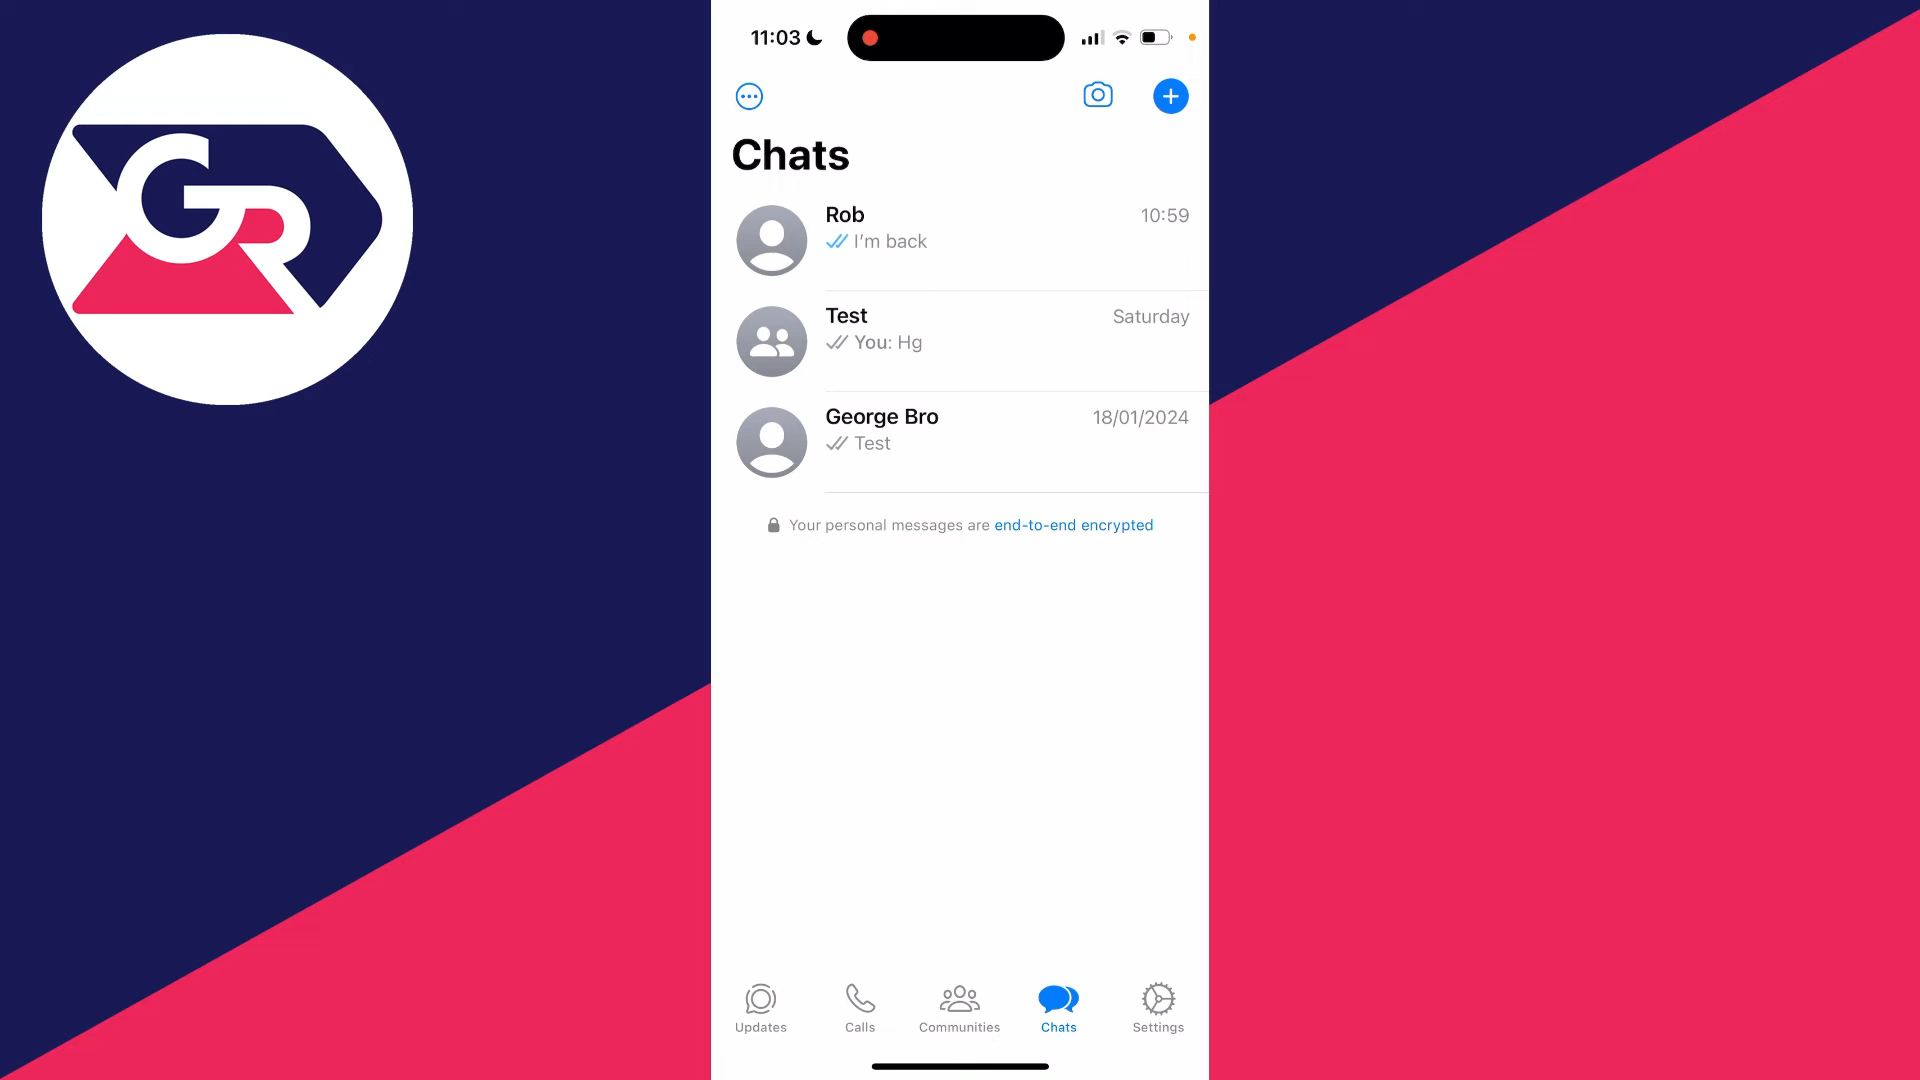 GR
11:03
Chats
Rob 10:59
I'm back
Test Saturday
You: Hg
George Bro 18/01/2024
Test
Your personal messages are end-to-end encrypted
Updates Calls Communities Chats Settings